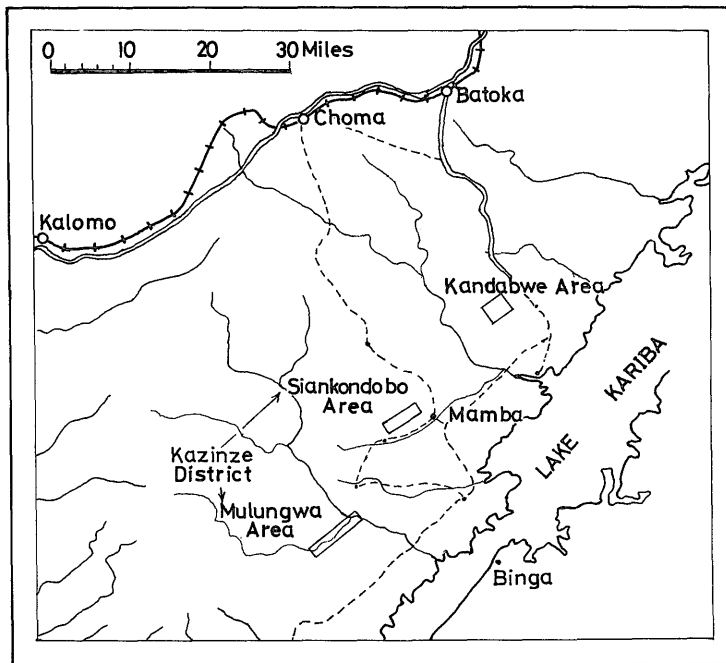 0 10 20 30 Miles
Batoka
Choma
Kalomo
Kandabwe Area
LAKE KARIBA
Siankondobo
Area
Mamba
Kazinze
District
Mulungwa
Area
Binga